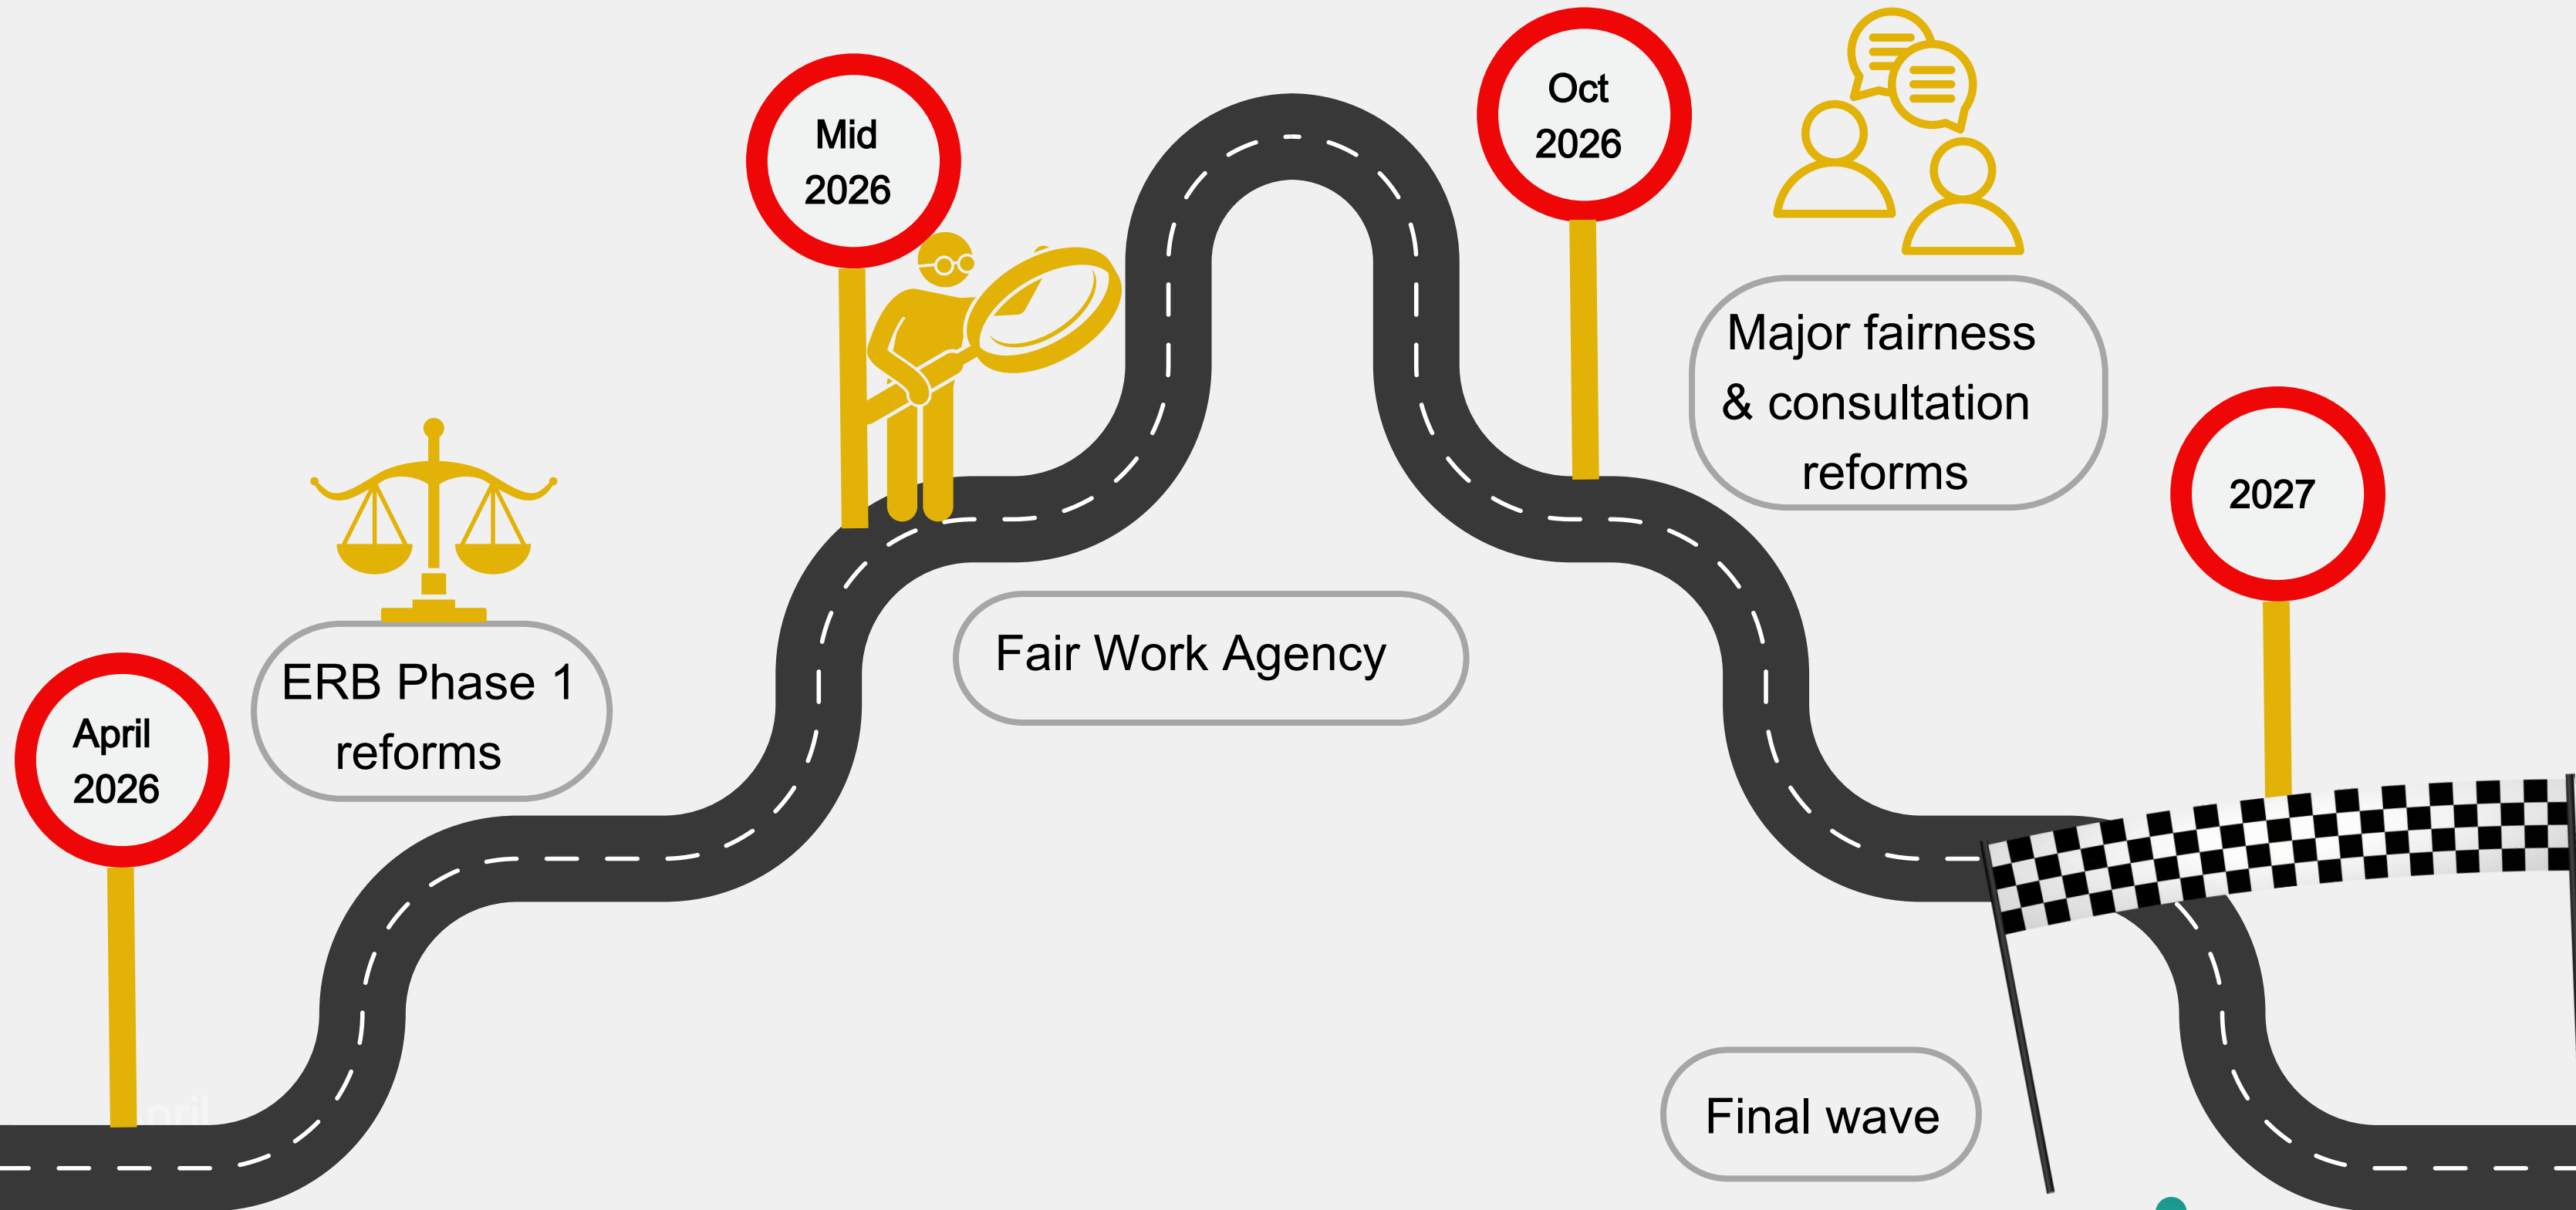 April
2026
ERB Phase 1
reforms
Mid
2026
Fair Work Agency
Oct
2026
Major fairness
& consultation
reforms
2027
Final wave
pril